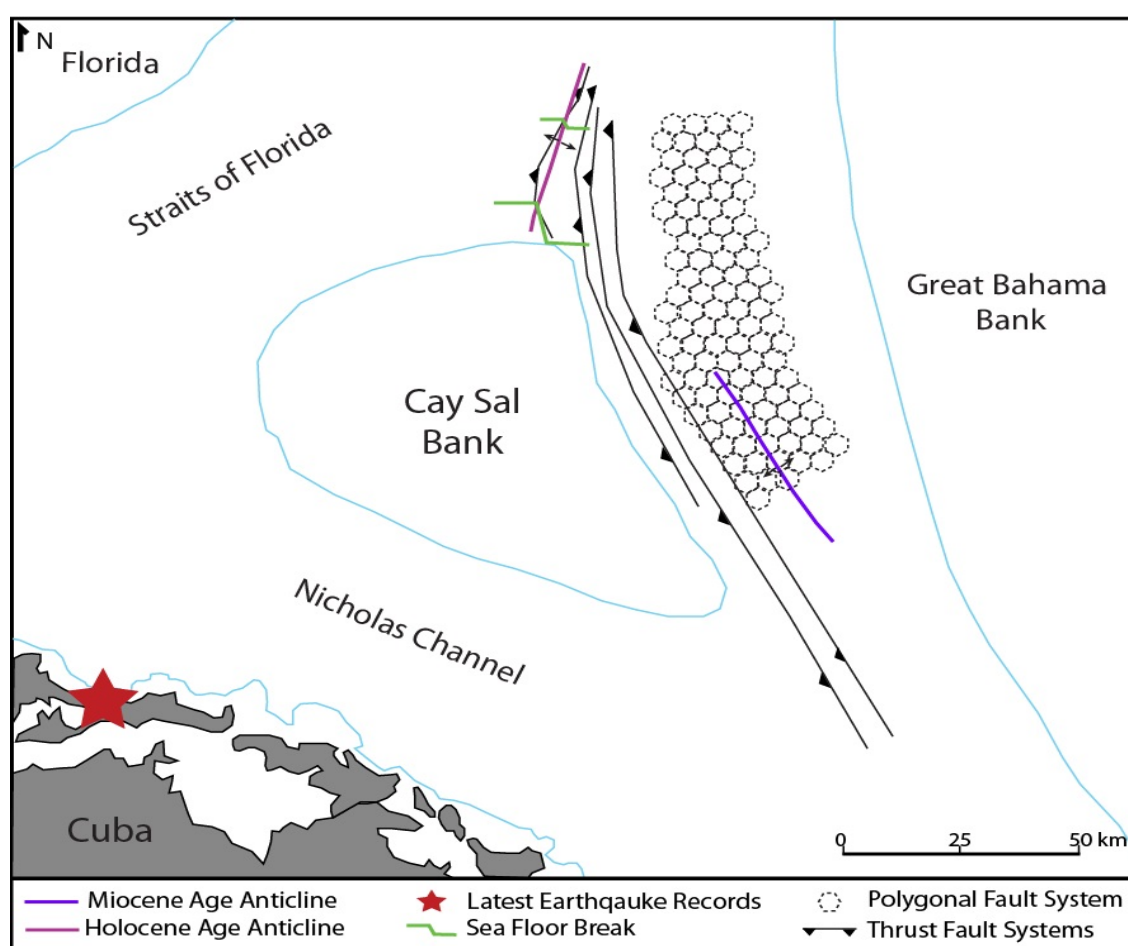 N
Florida
Straits of Florida
Great Bahama
Bank
Cay Sal
Bank
Nicholas Channel
Cuba
0 25 50 km
Miocene Age Anticline
Latest Earthqauke Records
Polygonal Fault System
Holocene Age Anticline
Sea Floor Break
Thrust Fault Systems